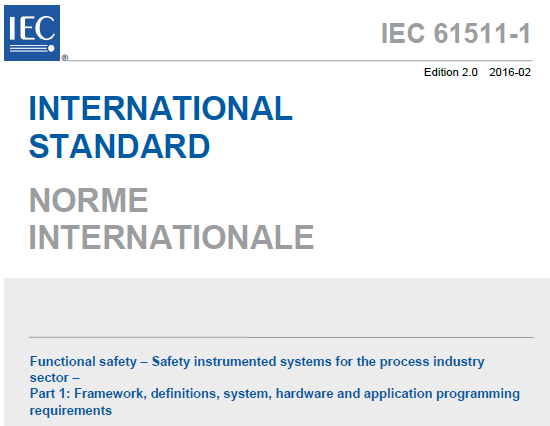 IEC
®
IEC 61511-1
Edition 2.0 2016-02
INTERNATIONAL
STANDARD
NORME
INTERNATIONALE
Functional safety – Safety instrumented systems for the process industry
sector –
Part 1: Framework, definitions, system, hardware and application programming
requirements